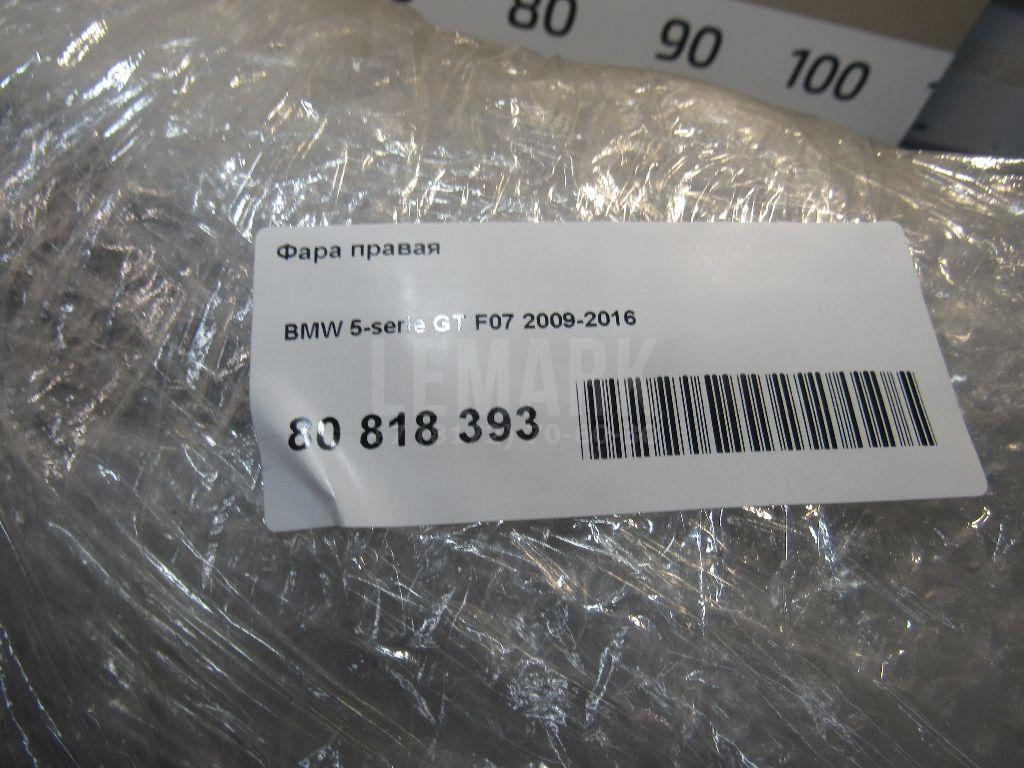 80 90 100
Фара правая
BMW 5-serie GT F07 2009-2016
LEMARK
80 818 393